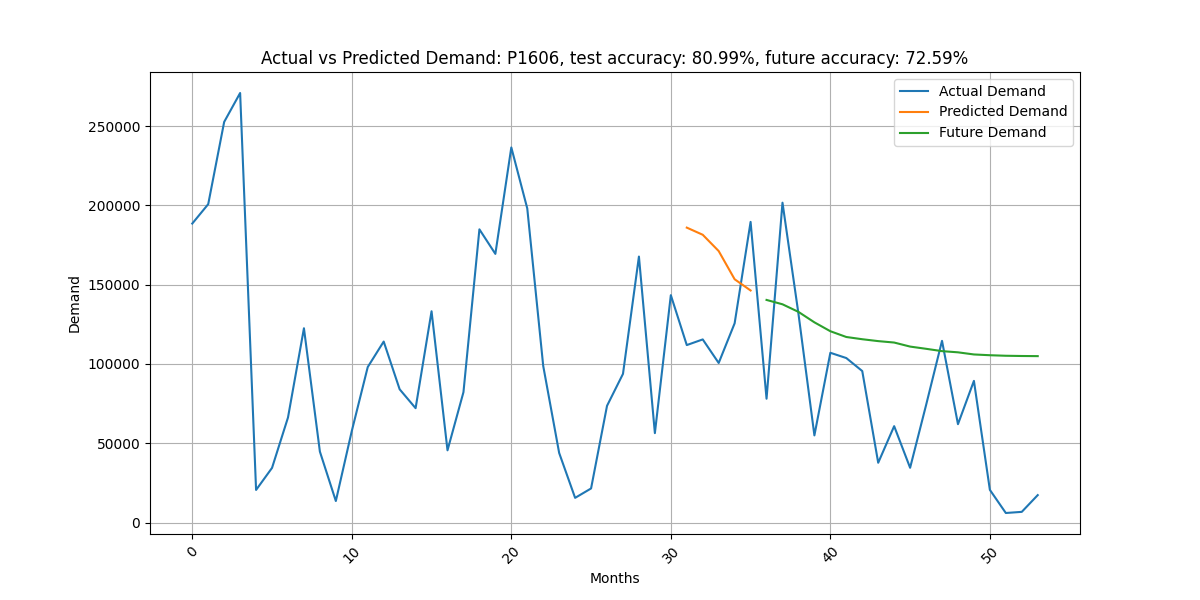 Actual vs Predicted Demand: P1606, test accuracy: 80.99%, future accuracy: 72.59%
Actual Demand
Predicted Demand
Future Demand
250000
200000
150000
100000
50000
0
Demand
0
10
20
30
40
50
Months